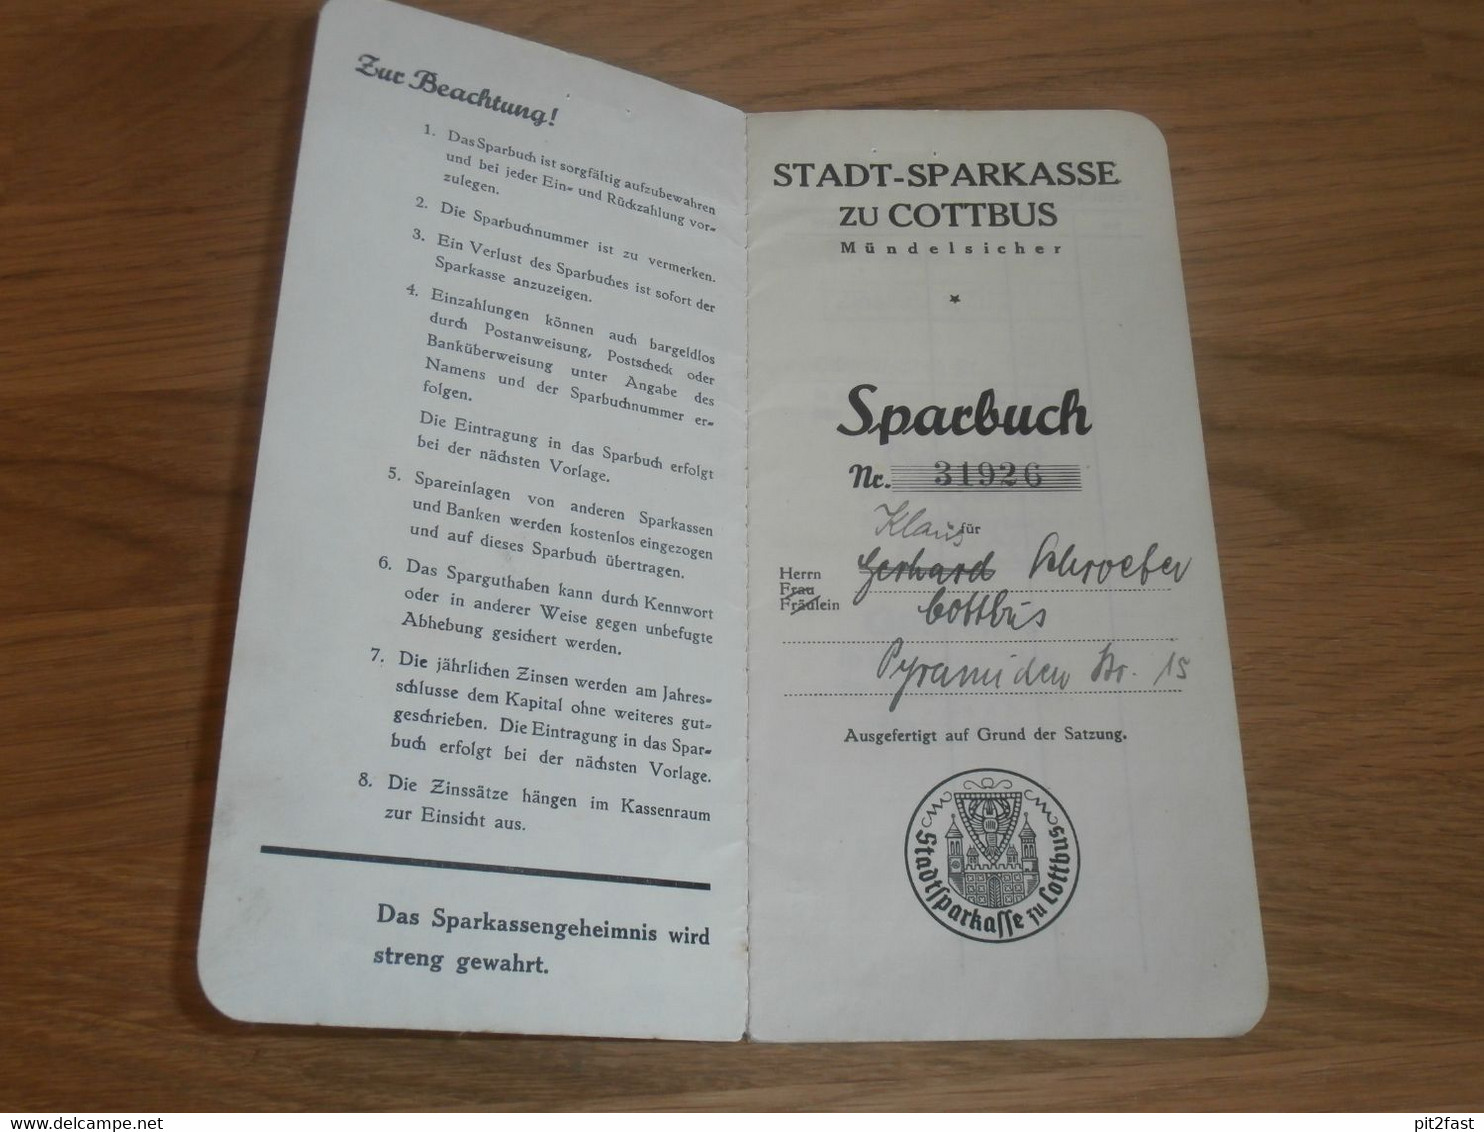 Zur Beachtung!
1. Das Sparbuch ist sorgfältig aufzubewahren
und bei jeder Ein- und Rückzahlung vor-
zulegen.
2. Die Sparbuchnummer ist zu vermerken.
3. Ein Verlust des Sparbuches ist sofort der
Sparkasse anzuzeigen.
4. Einzahlungen können auch bargeldlos
durch Postanweisung, Postscheck oder
Banküberweisung unter Angabe des
Namens und der Sparbuchnummer er-
folgen.
Die Eintragung in das Sparbuch erfolgt
bei der nächsten Vorlage.
5. Spareinlagen von anderen Sparkassen
und Banken werden kostenlos eingezogen
und auf dieses Sparbuch übertragen.
6. Das Sparguthaben kann durch Kennwort
oder in anderer Weise gegen unbefugte
Abhebung gesichert werden.
7. Die jährlichen Zinsen werden am Jahres-
schlusse dem Kapital ohne weiteres gut-
geschrieben. Die Eintragung in das Spar-
buch erfolgt bei der nächsten Vorlage.
8. Die Zinssätze hängen im Kassenraum
zur Einsicht aus.
Das Sparkassengeheimnis wird
streng gewahrt.
STADT-SPARKASSE
ZU COTTBUS
Mündelsicher
Sparbuch
Nr. 31926
Klaus für
Herrn Gerhard
Frau
Fräulein Cottbus
Pyramiden Str. 15
Ausgefertigt auf Grund der Satzung.
Stadtsparkasse zu Cottbus
www.delcampe.net
pit2fast